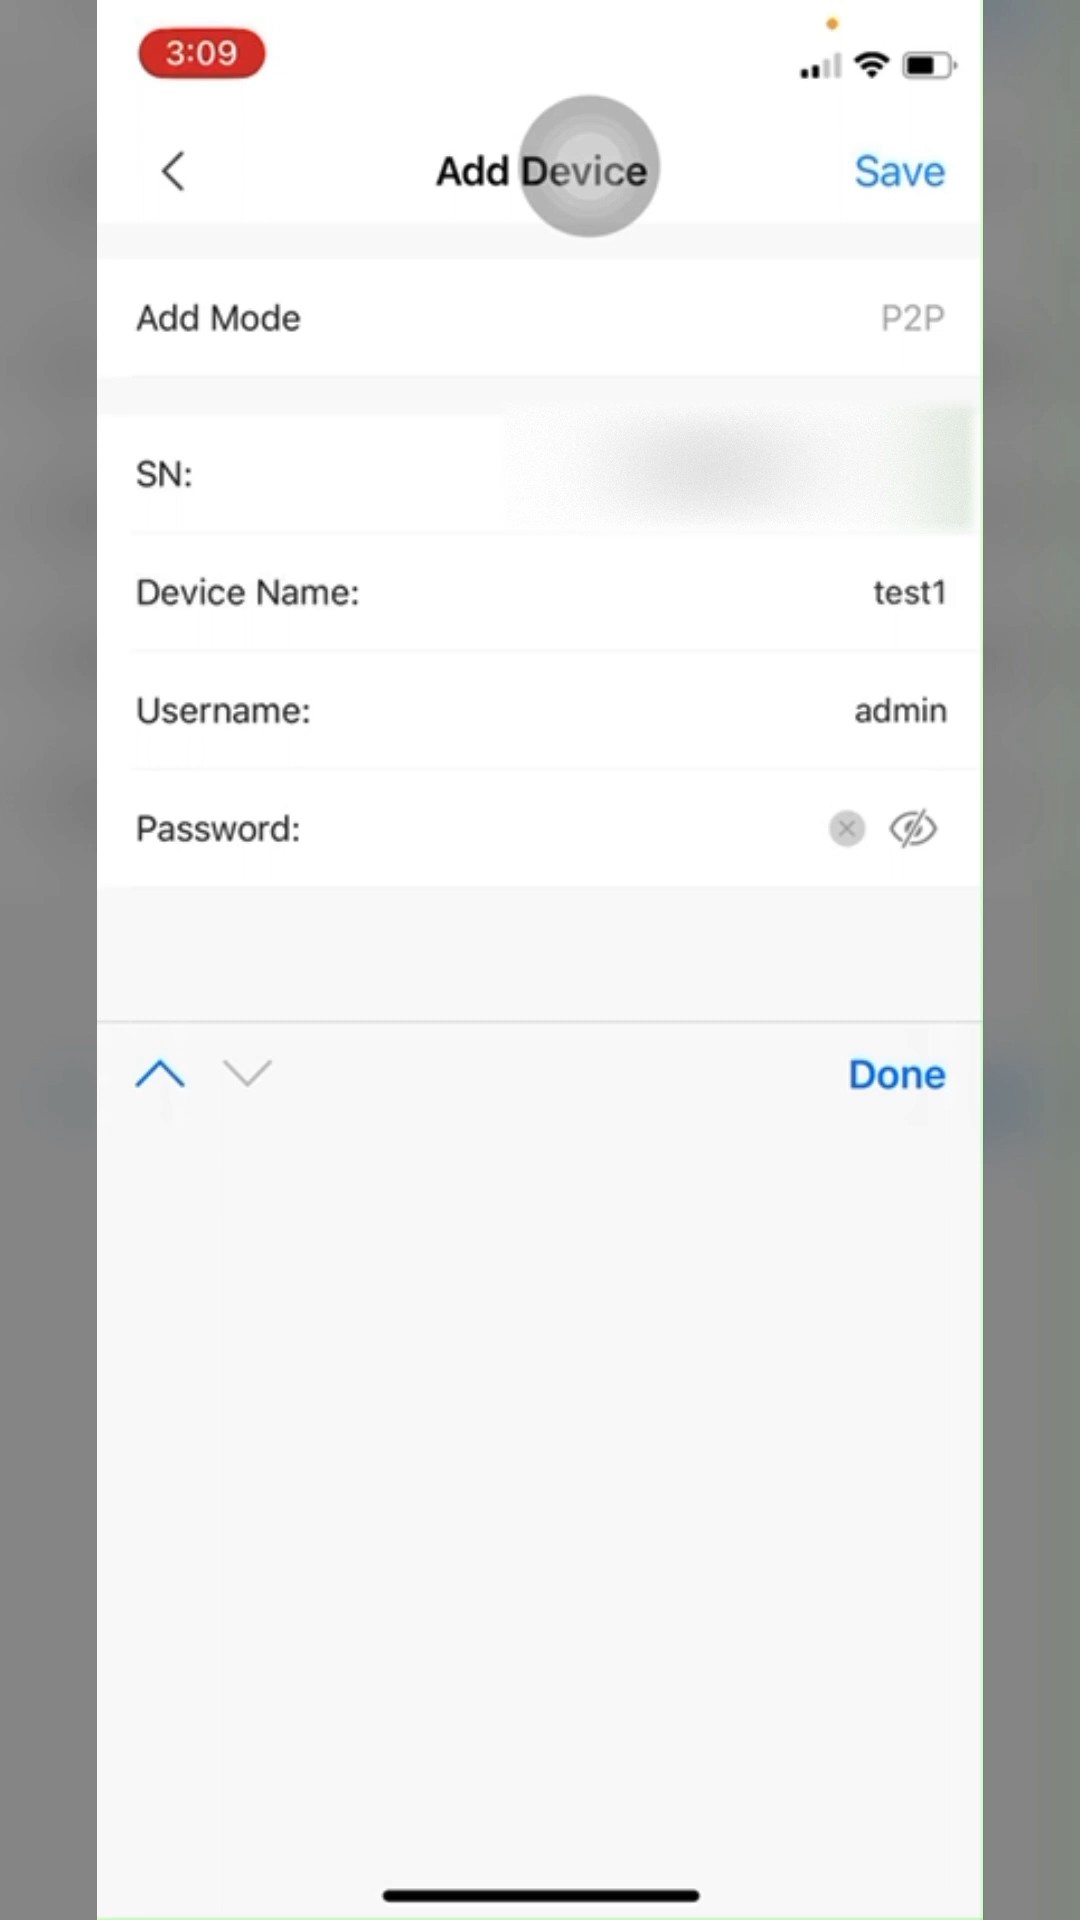 3:09
Add Device
Save
Add Mode
P2P
SN:
Device Name:
test1
Username:
admin
Password:
Done